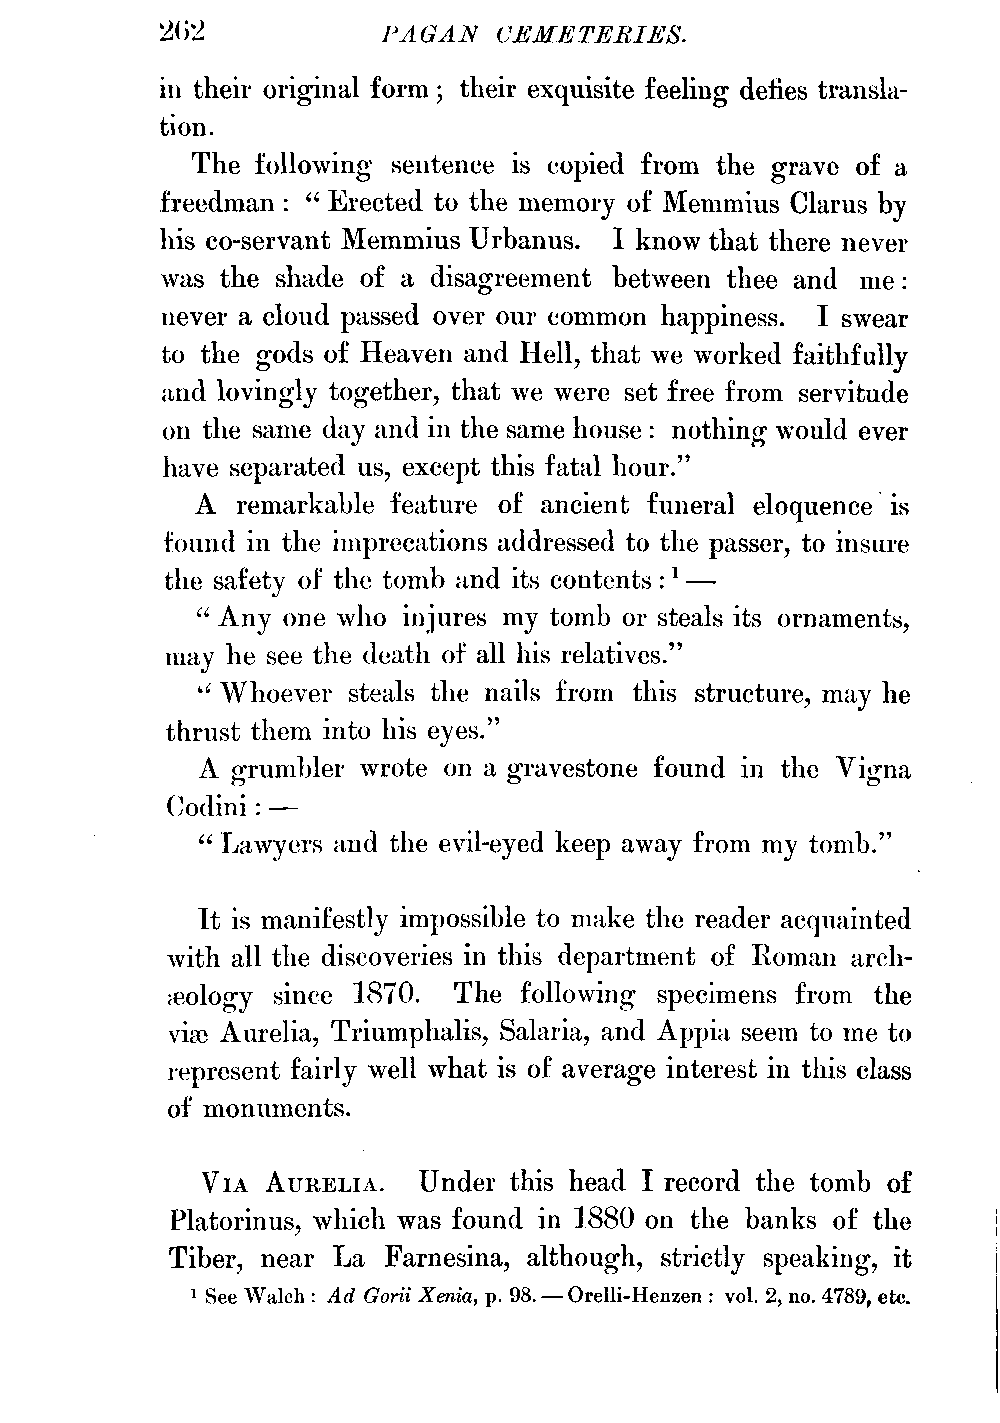 262 PAGAN CEMETERIES.
in their original form ; their exquisite feeling defies transla-
tion.
The following sentence is copied from the grave of a
freedman : “ Erected to the memory of Memmius Clarus by
his co-servant Memmius Urbanus. I know that there never
was the shade of a disagreement between thee and me :
never a cloud passed over our common happiness. I swear
to the gods of Heaven and Hell, that we worked faithfully
and lovingly together, that we were set free from servitude
on the same day and in the same house : nothing would ever
have separated us, except this fatal hour.”
A remarkable feature of ancient funeral eloquence is
found in the imprecations addressed to the passer, to insure
the safety of the tomb and its contents : ¹ —
“ Any one who injures my tomb or steals its ornaments,
may he see the death of all his relatives.”
“ Whoever steals the nails from this structure, may he
thrust them into his eyes.”
A grumbler wrote on a gravestone found in the Vigna
Codini : —
“ Lawyers and the evil-eyed keep away from my tomb.”
It is manifestly impossible to make the reader acquainted
with all the discoveries in this department of Roman arch-
æology since 1870. The following specimens from the
viæ Aurelia, Triumphalis, Salaria, and Appia seem to me to
represent fairly well what is of average interest in this class
of monuments.
VIA AURELIA. Under this head I record the tomb of
Platorinus, which was found in 1880 on the banks of the
Tiber, near La Farnesina, although, strictly speaking, it
¹ See Walch : Ad Gorii Xenia, p. 98. — Orelli-Henzen : vol. 2, no. 4789, etc.